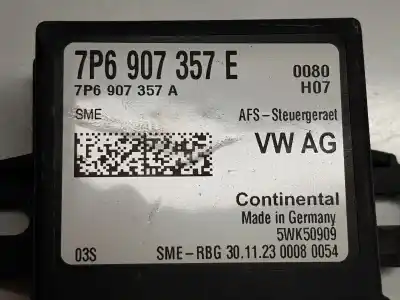 7P6 907 357 E
0080
7P6 907 357 A
H07
SME
AFS-Steuergeraet
VW AG
Continental
Made in Germany
5WK50909
03S
SME-RBG 30.11.23 0008 0054